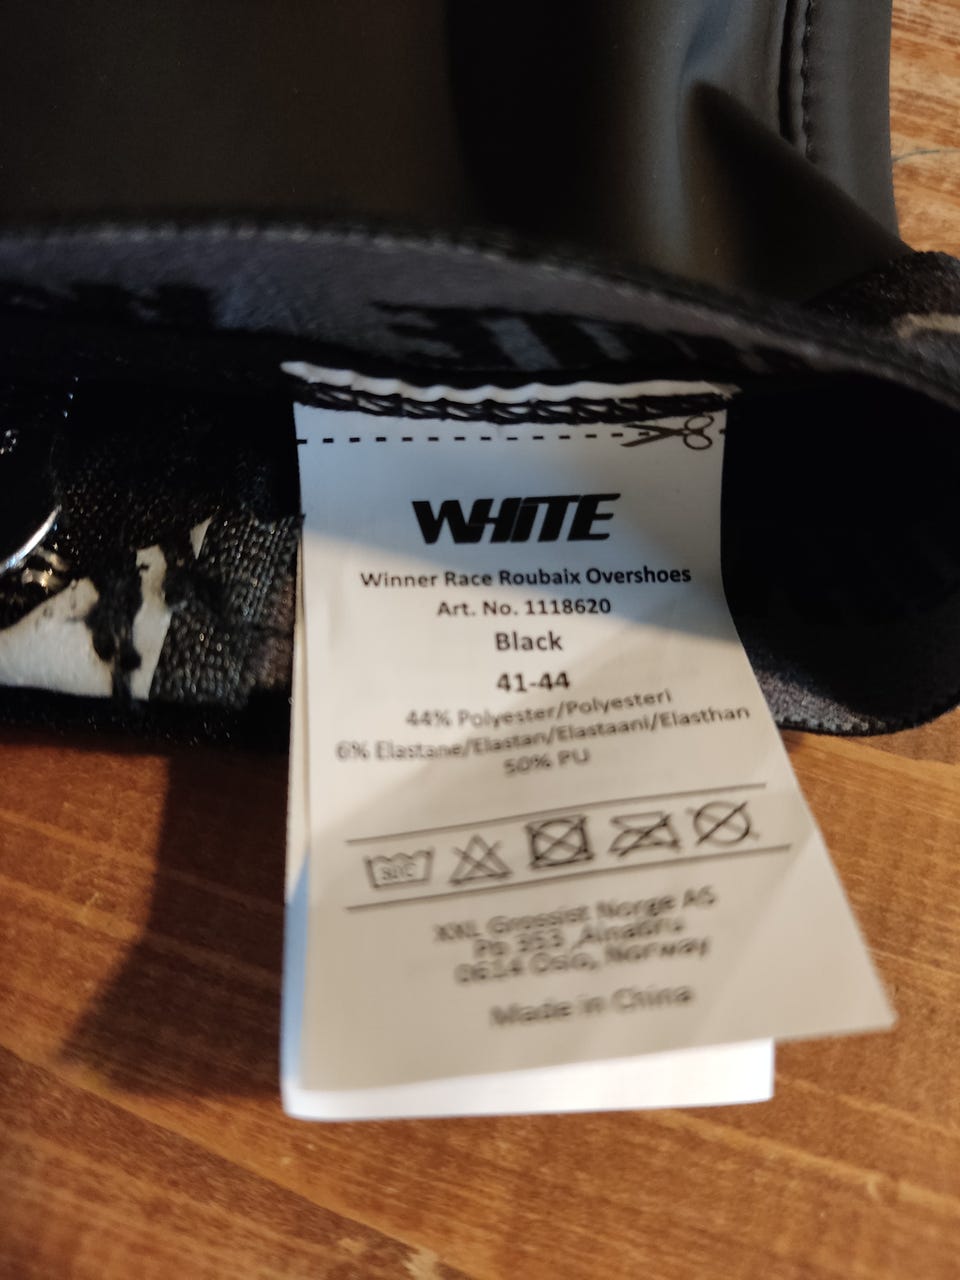 WHITE
Winner Race Roubaix Overshoes
Art. No. 1118620
Black
41-44
44% Polyester/Polyesteri
6% Elastane/Elastan/Elastaani/Elasthan
50% PU
30C
XXL Grossist Norge AS
Pb 353, Alnabru
0614 Oslo, Norway
Made in China